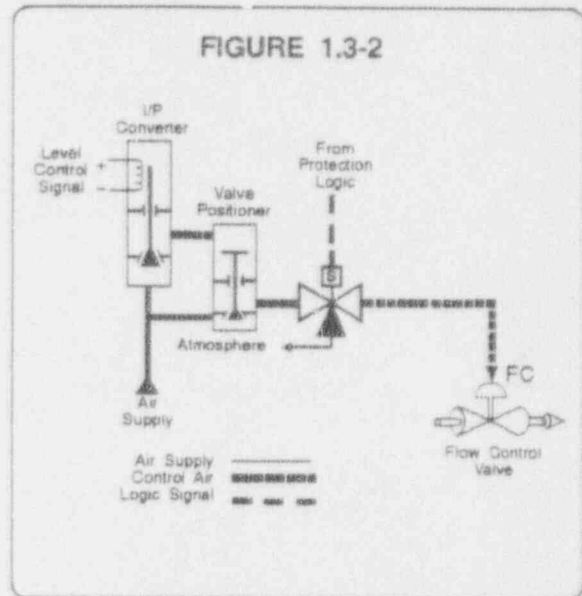 FIGURE 1.3-2
I/P
Converter
Level
Control
Signal
+
-
Valve
Positioner
From
Protection
Logic
S
Atmosphere
Air
Supply
FC
Flow Control
Valve
Air Supply
Control Air
Logic Signal